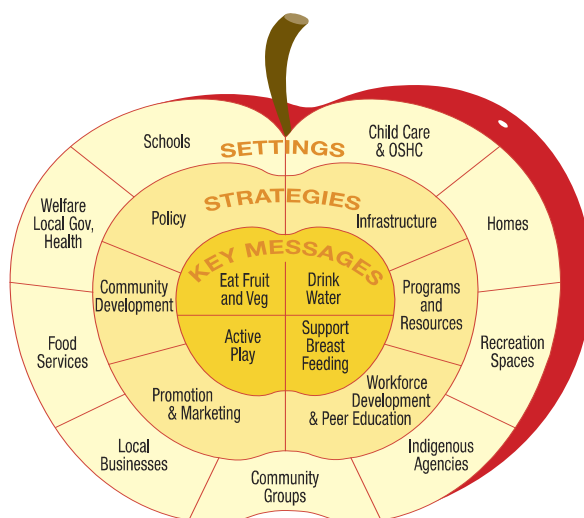 Schools
SETTINGS
Child Care
& OSHC
Welfare
Local Gov,
Health
Policy
STRATEGIES
Infrastructure
Homes
KEY MESSAGES
Community
Development
Eat Fruit
and Veg
Drink
Water
Programs
and
Resources
Food
Services
Active
Play
Support
Breast
Feeding
Recreation
Spaces
Promotion
& Marketing
Workforce
Development
& Peer Education
Local
Businesses
Community
Groups
Indigenous
Agencies